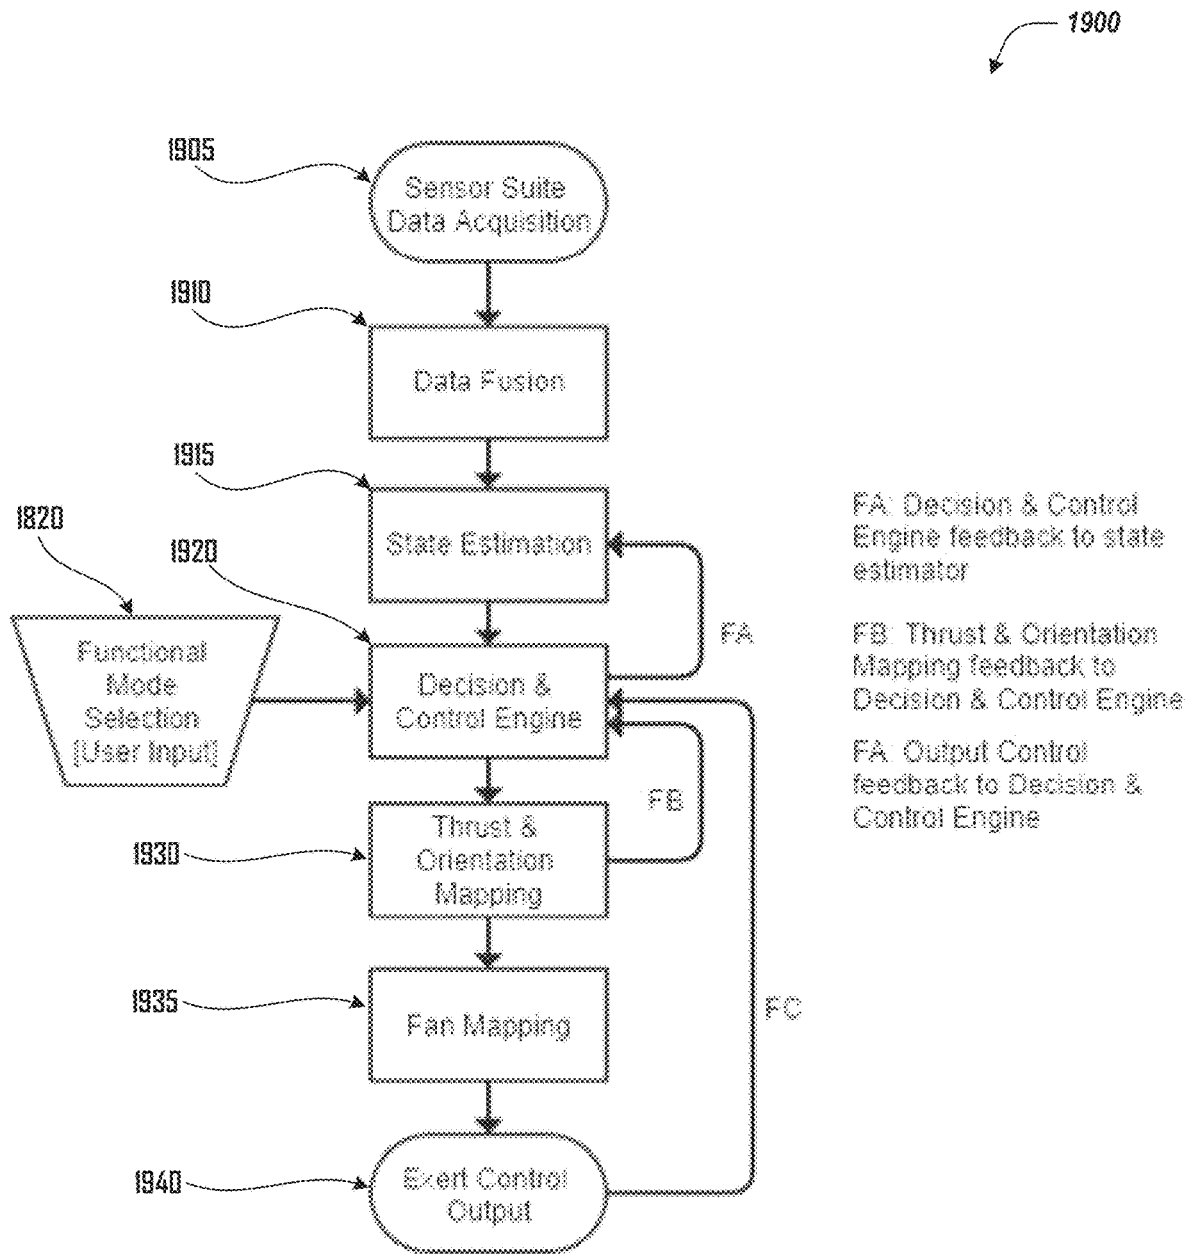 1900
1905
Sensor Suite
Data Acquisition
1910
Data Fusion
1915
State Estimation
1820
1920
FA
Functional
Mode
Selection
[User Input]
Decision &
Control Engine
FB
1930
Thrust &
Orientation
Mapping
1935
Fan Mapping
FC
1940
Exert Control
Output
FA: Decision & Control
Engine feedback to state
estimator
FB: Thrust & Orientation
Mapping feedback to
Decision & Control Engine
FA: Output Control
feedback to Decision &
Control Engine